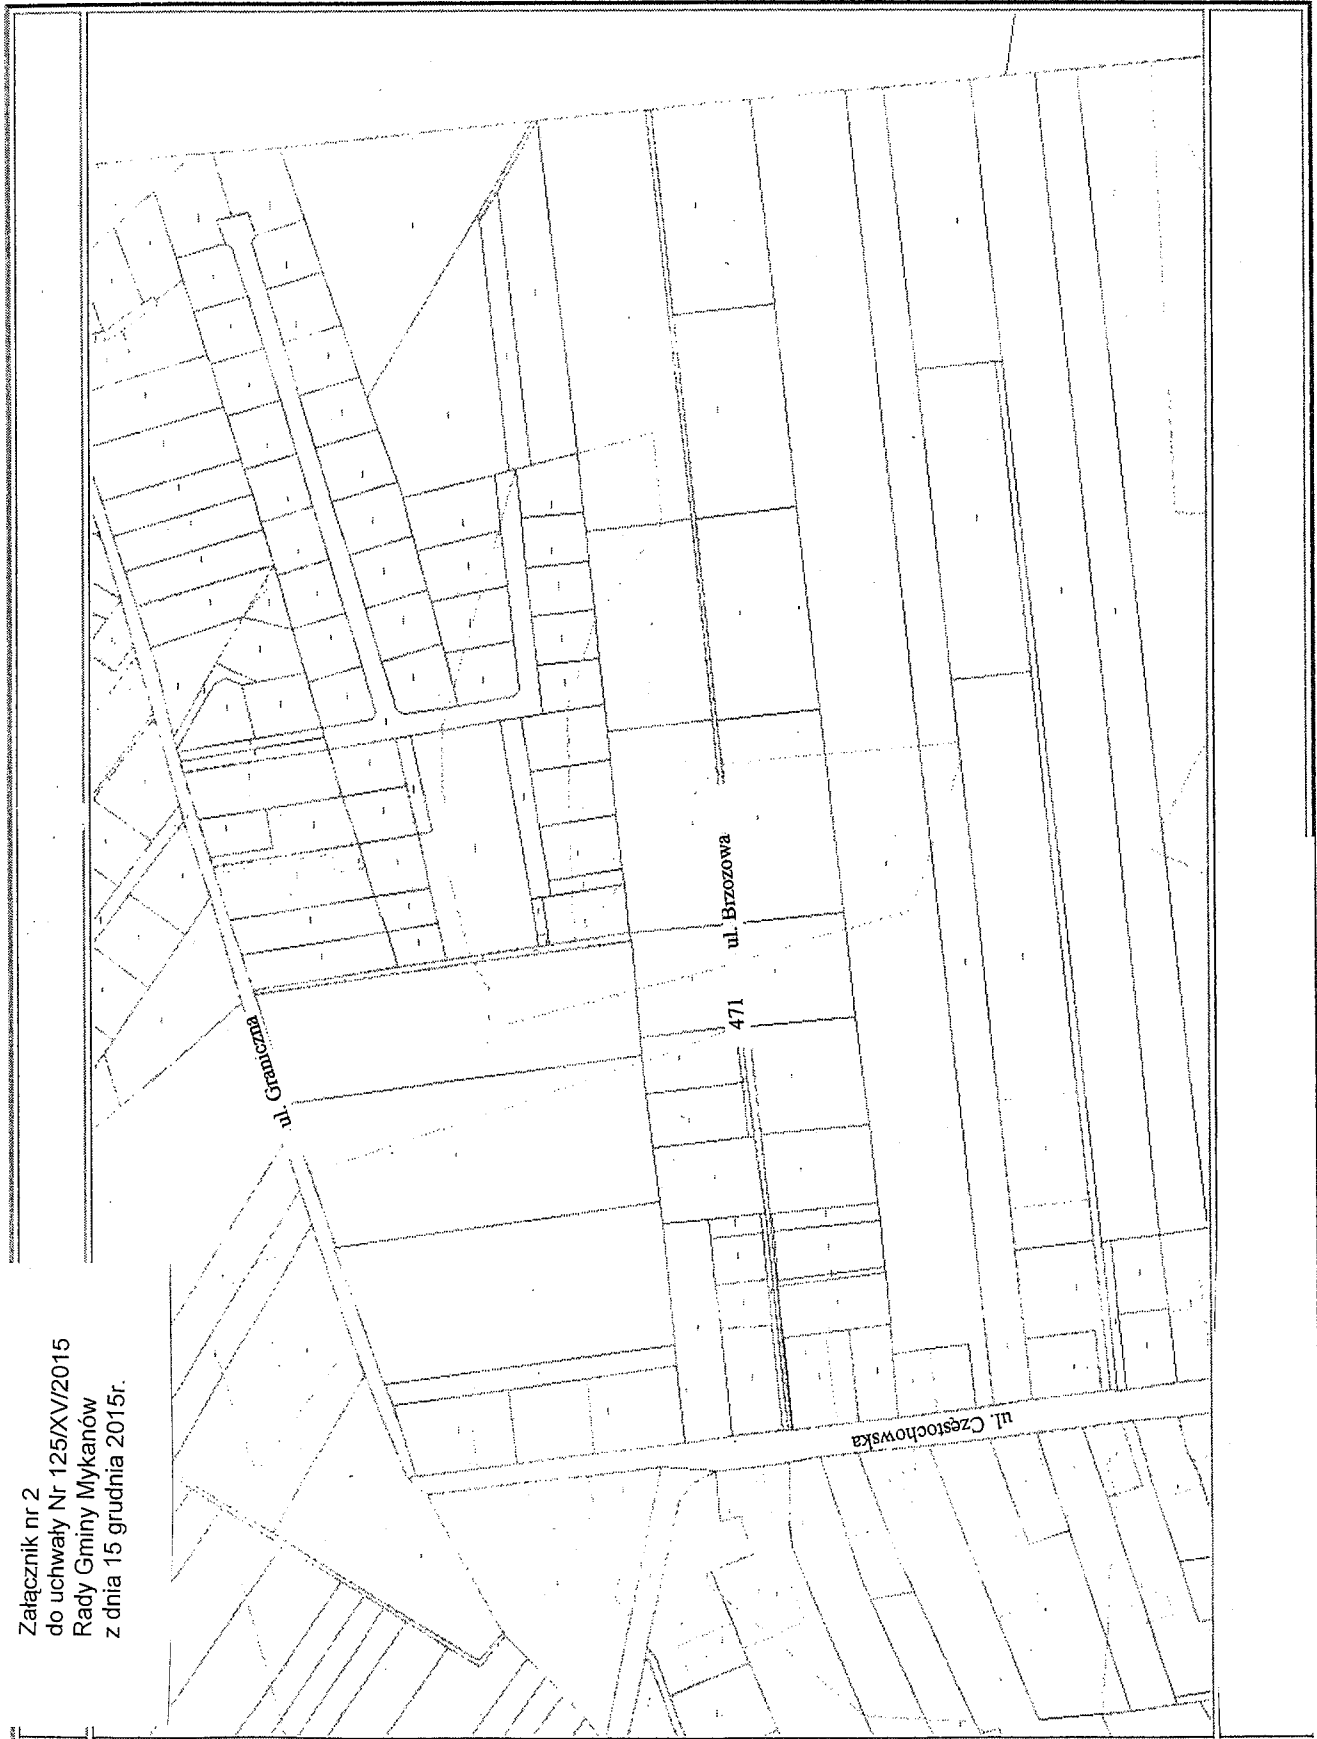 Załącznik nr 2
do uchwały Nr 125/XV/2015
Rady Gminy Mykanów
z dnia 15 grudnia 2015r.
ul. Graniczna
471
ul. Brzozowa
ul. Częstochowska